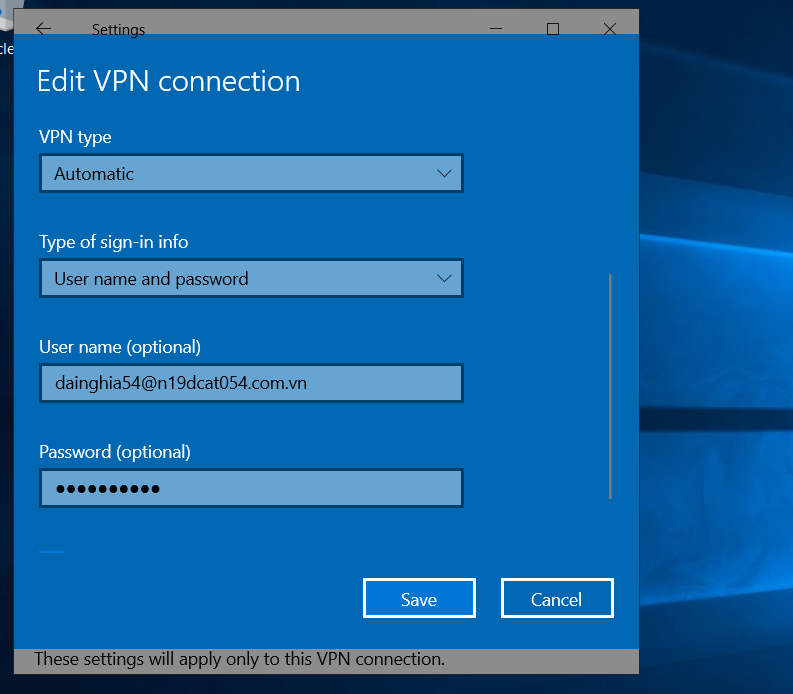 Settings
cle
Edit VPN connection
VPN type
Automatic
Type of sign-in info
User name and password
User name (optional)
dainghia54@n19dcat054.com.vn
Password (optional)
●●●●●●●●●●
Save
Cancel
These settings will apply only to this VPN connection.